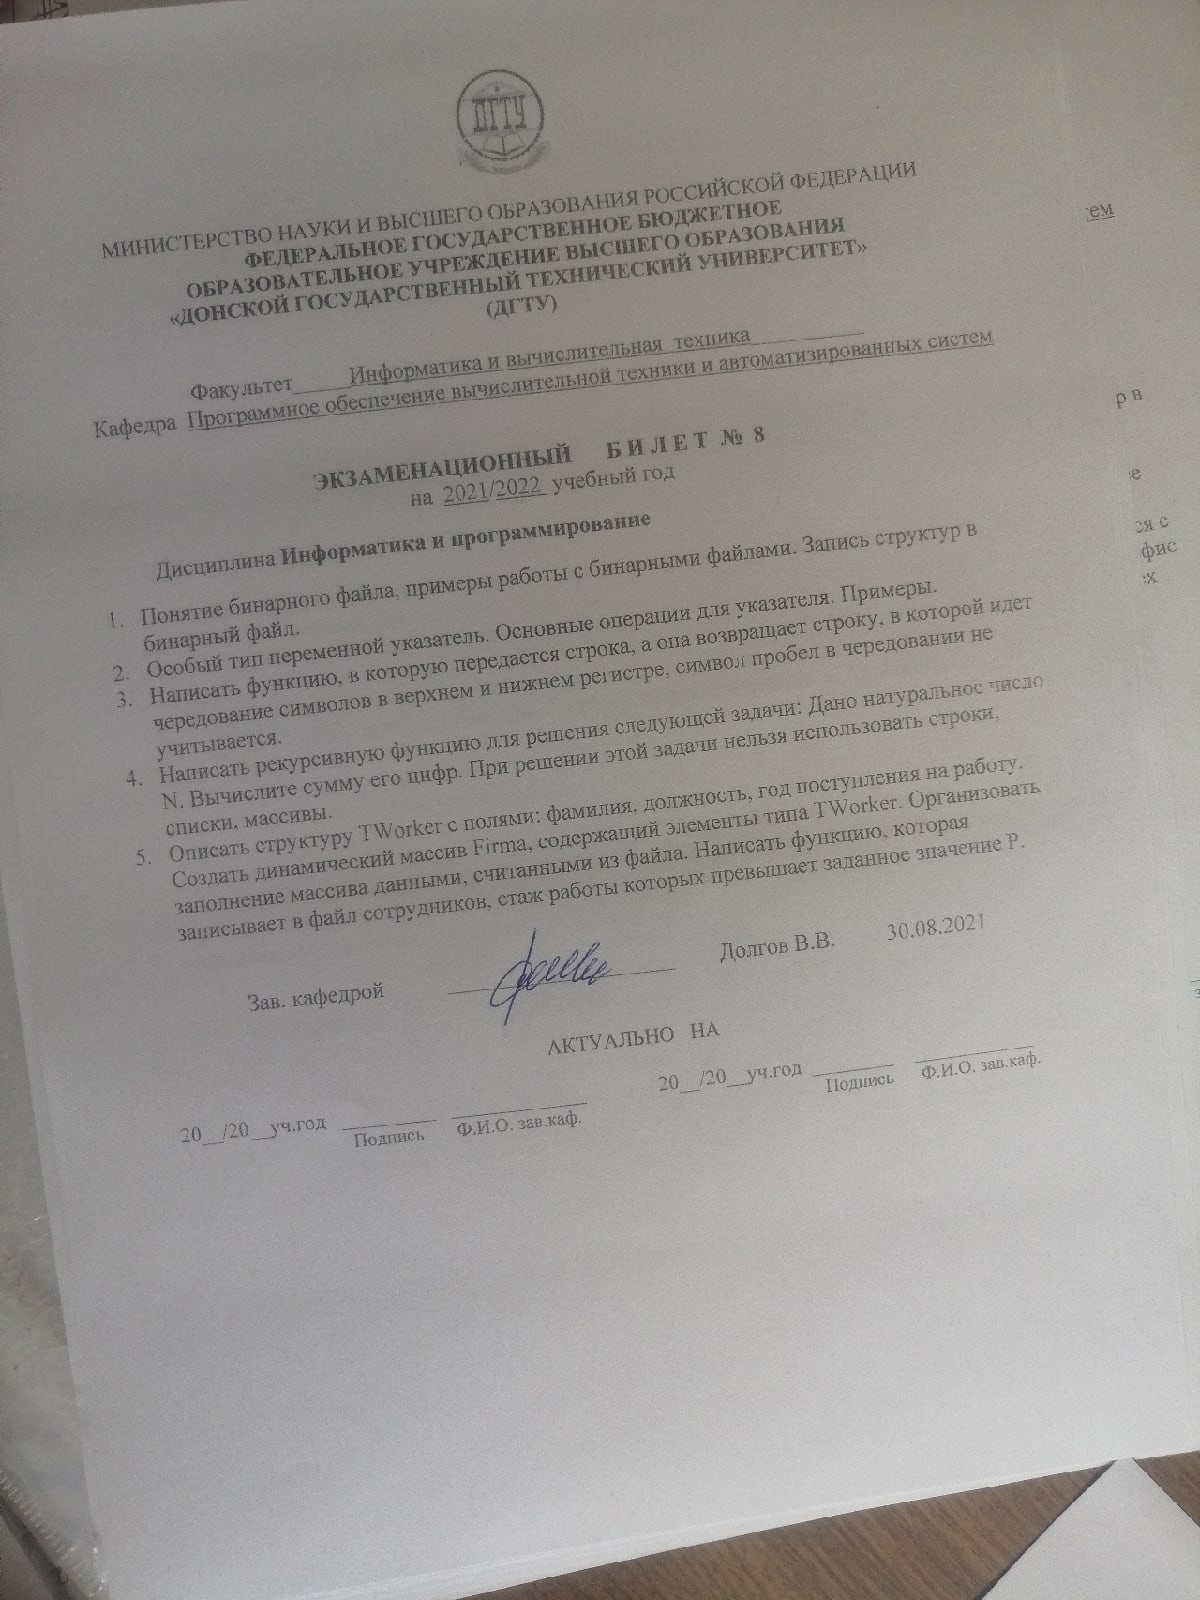 ДГТУ
МИНИСТЕРСТВО НАУКИ И ВЫСШЕГО ОБРАЗОВАНИЯ РОССИЙСКОЙ ФЕДЕРАЦИИ
ФЕДЕРАЛЬНОЕ ГОСУДАРСТВЕННОЕ БЮДЖЕТНОЕ
ОБРАЗОВАТЕЛЬНОЕ УЧРЕЖДЕНИЕ ВЫСШЕГО ОБРАЗОВАНИЯ
«ДОНСКОЙ ГОСУДАРСТВЕННЫЙ ТЕХНИЧЕСКИЙ УНИВЕРСИТЕТ»
(ДГТУ)
Факультет Информатика и вычислительная техника
Кафедра Программное обеспечение вычислительной техники и автоматизированных систем
ЭКЗАМЕНАЦИОННЫЙ Б И Л Е Т № 8
на 2021/2022 учебный год
Дисциплина Информатика и программирование
1. Понятие бинарного файла, примеры работы с бинарными файлами. Запись структур в
бинарный файл.
2. Особый тип переменной указатель. Основные операции для указателя. Примеры.
3. Написать функцию, в которую передается строка, а она возвращает строку, в которой идет
чередование символов в верхнем и нижнем регистре, символ пробел в чередовании не
учитывается.
4. Написать рекурсивную функцию для решения следующей задачи: Дано натуральное число
N. Вычислите сумму его цифр. При решении этой задачи нельзя использовать строки,
списки, массивы.
5. Описать структуру TWorker с полями: фамилия, должность, год поступления на работу.
Создать динамический массив Firma, содержащий элементы типа TWorker. Организовать
заполнение массива данными, считанными из файла. Написать функцию, которая
записывает в файл сотрудников, стаж работы которых превышает заданное значение P.
Зав. кафедрой Долгов В.В. 30.08.2021
АКТУАЛЬНО НА
20__/20__уч.год ________ ________
Подпись Ф.И.О. зав.каф.
20__/20__уч.год ________ ________
Подпись Ф.И.О. зав.каф.
ем
р в
е
ся с
фис
х